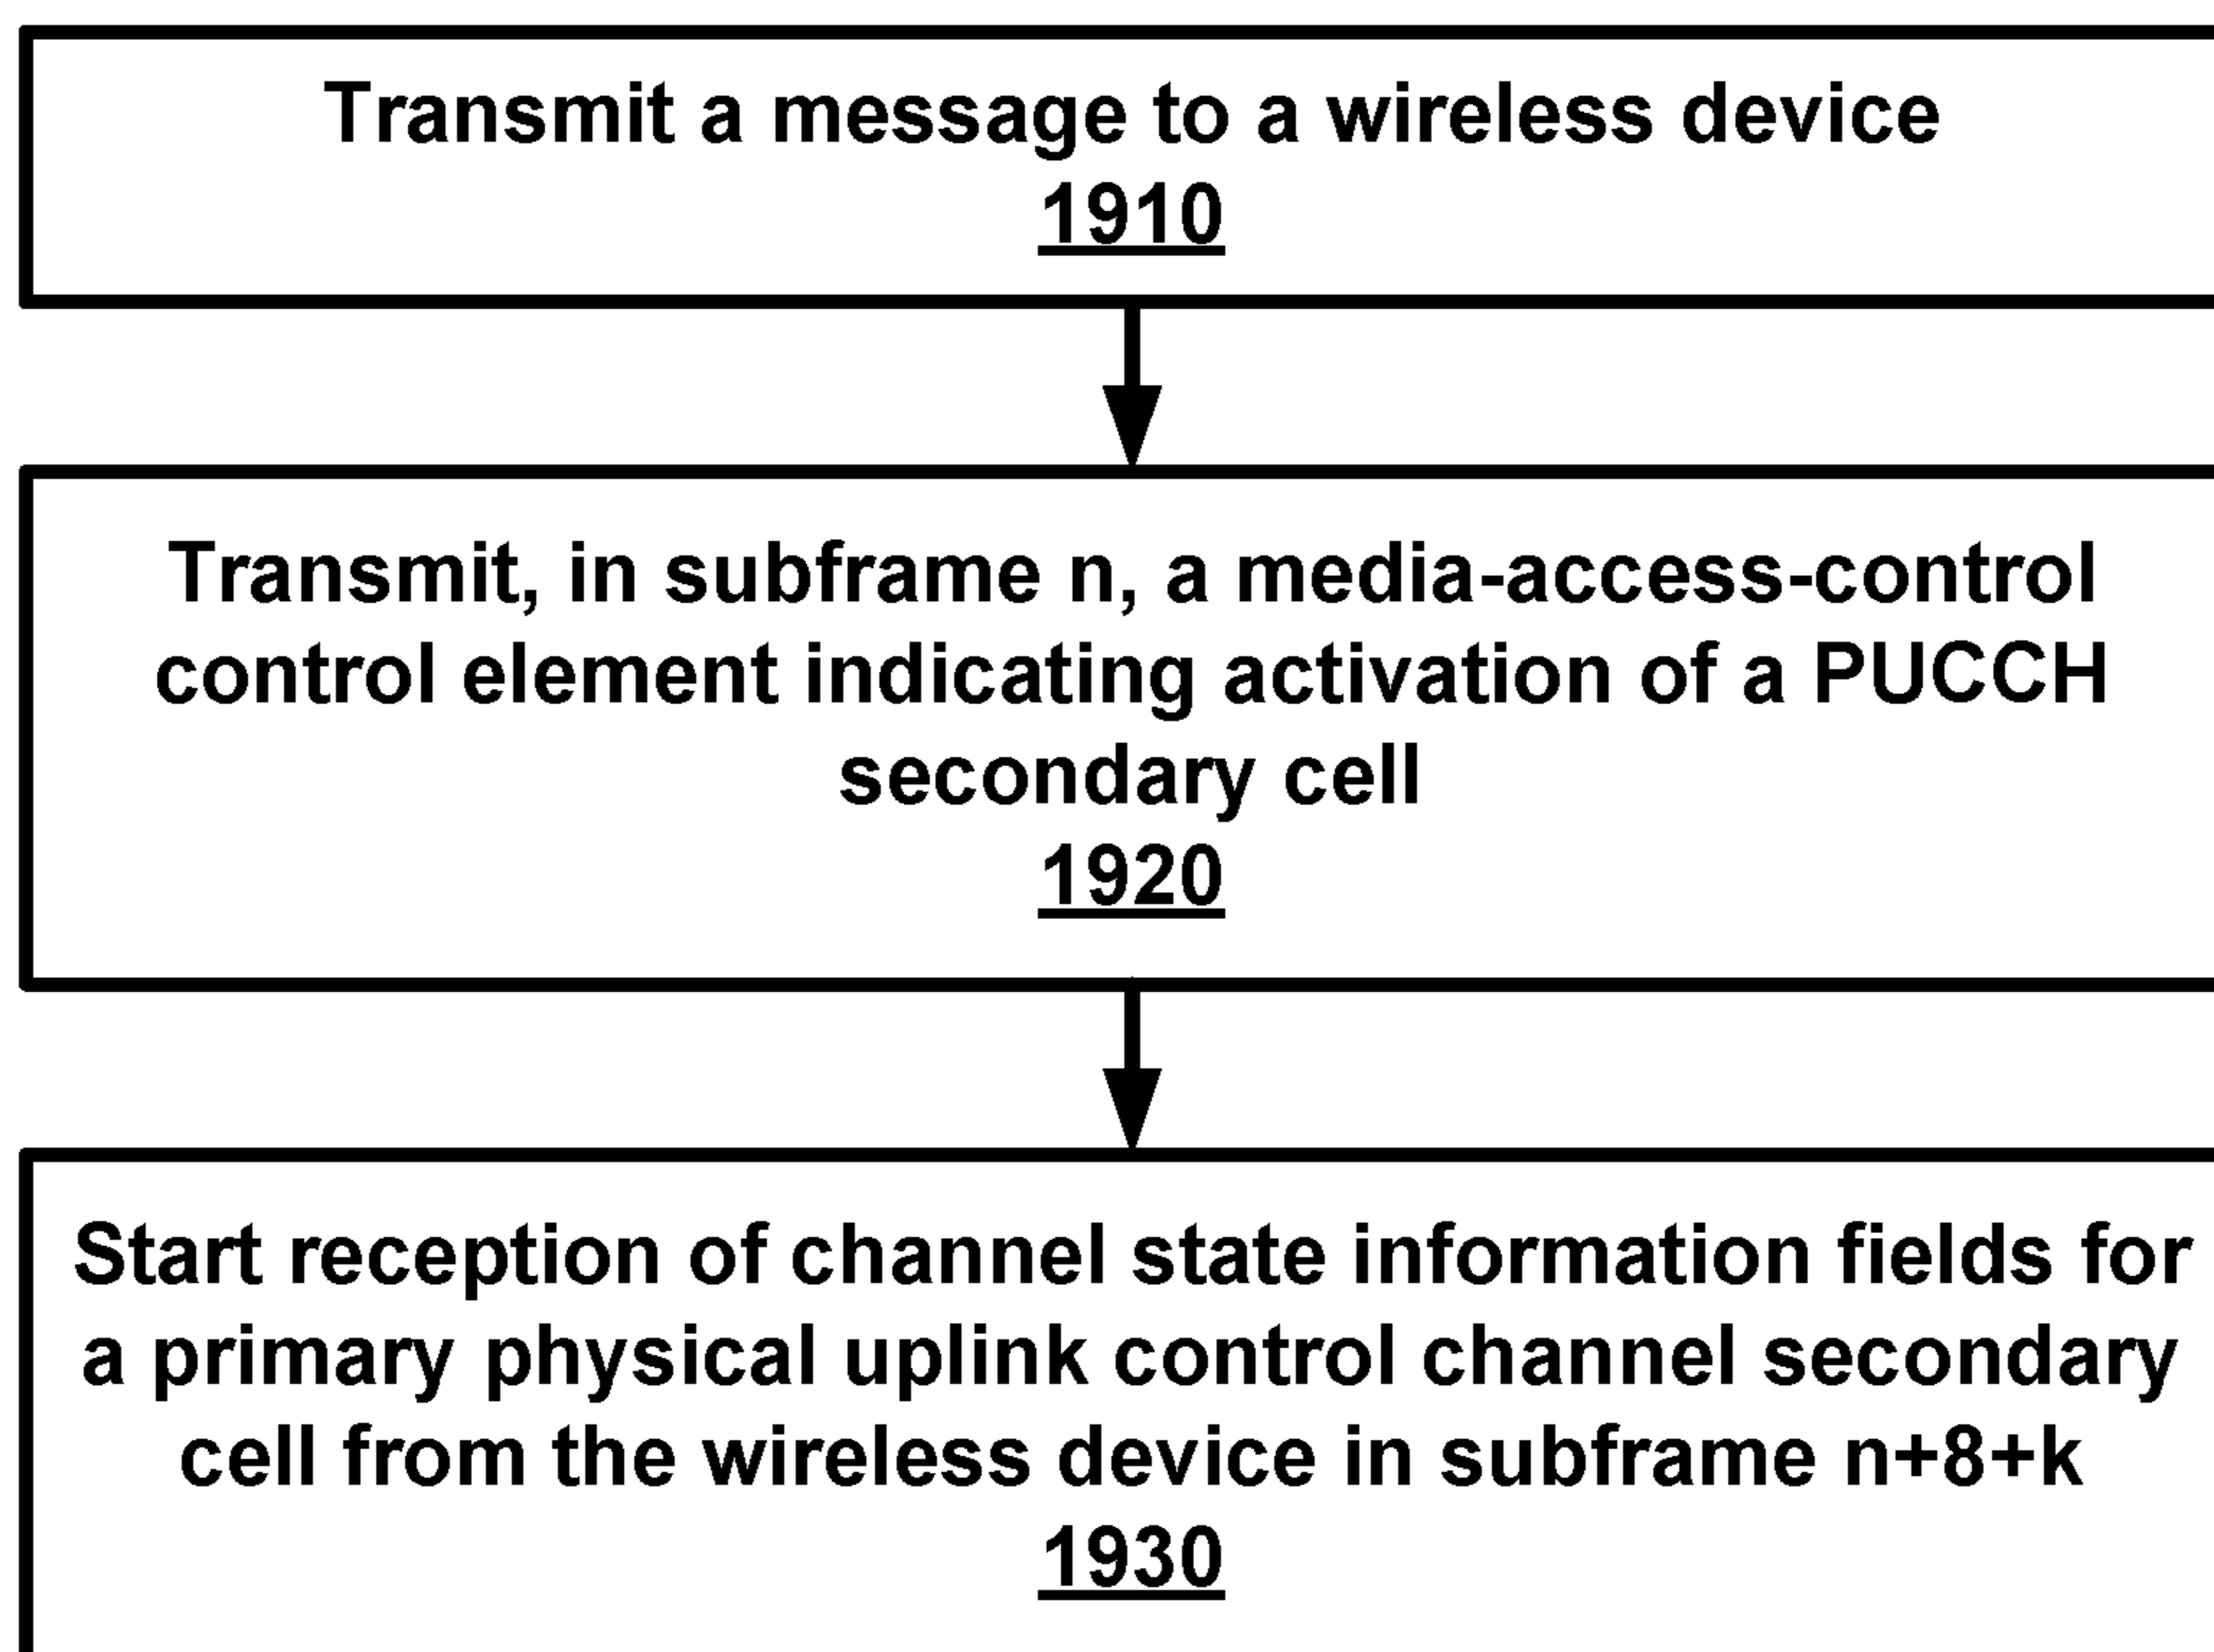 Transmit a message to a wireless device
1910
Transmit, in subframe n, a media-access-control
control element indicating activation of a PUCCH
secondary cell
1920
Start reception of channel state information fields for
a primary physical uplink control channel secondary
cell from the wireless device in subframe n+8+k
1930